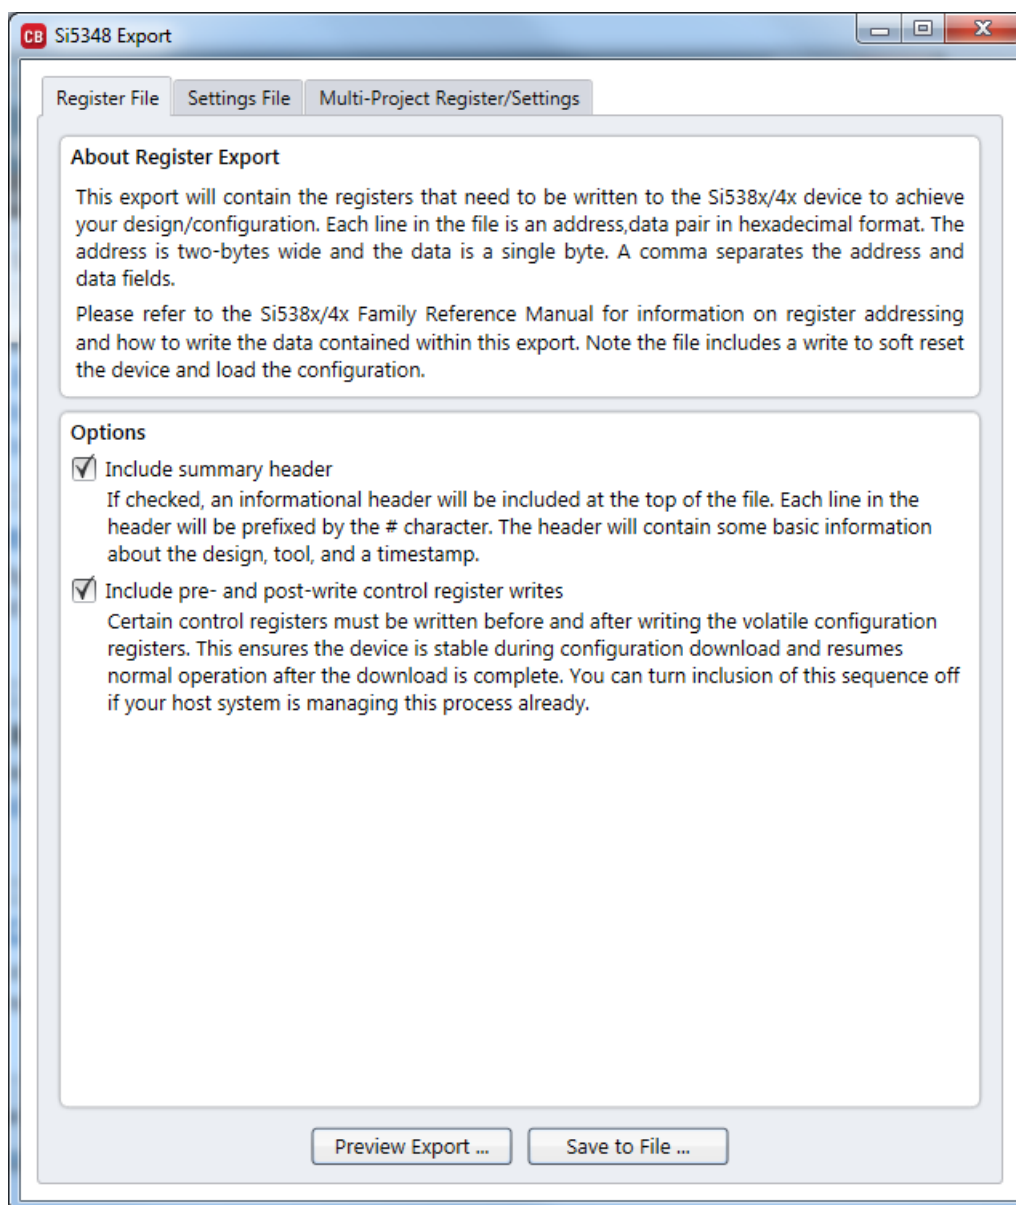 CB Si5348 Export
Register File Settings File Multi-Project Register/Settings
About Register Export
This export will contain the registers that need to be written to the Si538x/4x device to achieve
your design/configuration. Each line in the file is an address,data pair in hexadecimal format. The
address is two-bytes wide and the data is a single byte. A comma separates the address and
data fields.
Please refer to the Si538x/4x Family Reference Manual for information on register addressing
and how to write the data contained within this export. Note the file includes a write to soft reset
the device and load the configuration.
Options
Include summary header
If checked, an informational header will be included at the top of the file. Each line in the
header will be prefixed by the # character. The header will contain some basic information
about the design, tool, and a timestamp.
Include pre- and post-write control register writes
Certain control registers must be written before and after writing the volatile configuration
registers. This ensures the device is stable during configuration download and resumes
normal operation after the download is complete. You can turn inclusion of this sequence off
if your host system is managing this process already.
Preview Export ... Save to File ...